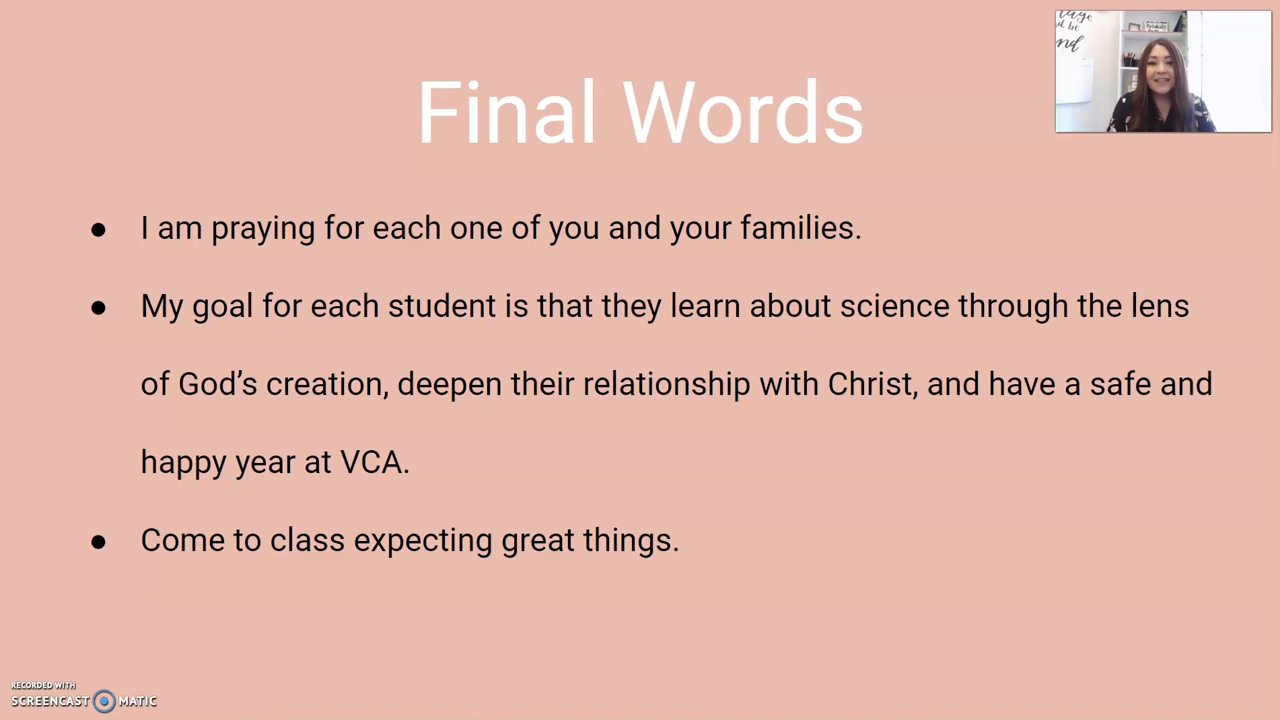 Final Words
● I am praying for each one of you and your families.
● My goal for each student is that they learn about science through the lens
of God’s creation, deepen their relationship with Christ, and have a safe and
happy year at VCA.
● Come to class expecting great things.
RECORDED WITH
SCREENCAST MATIC